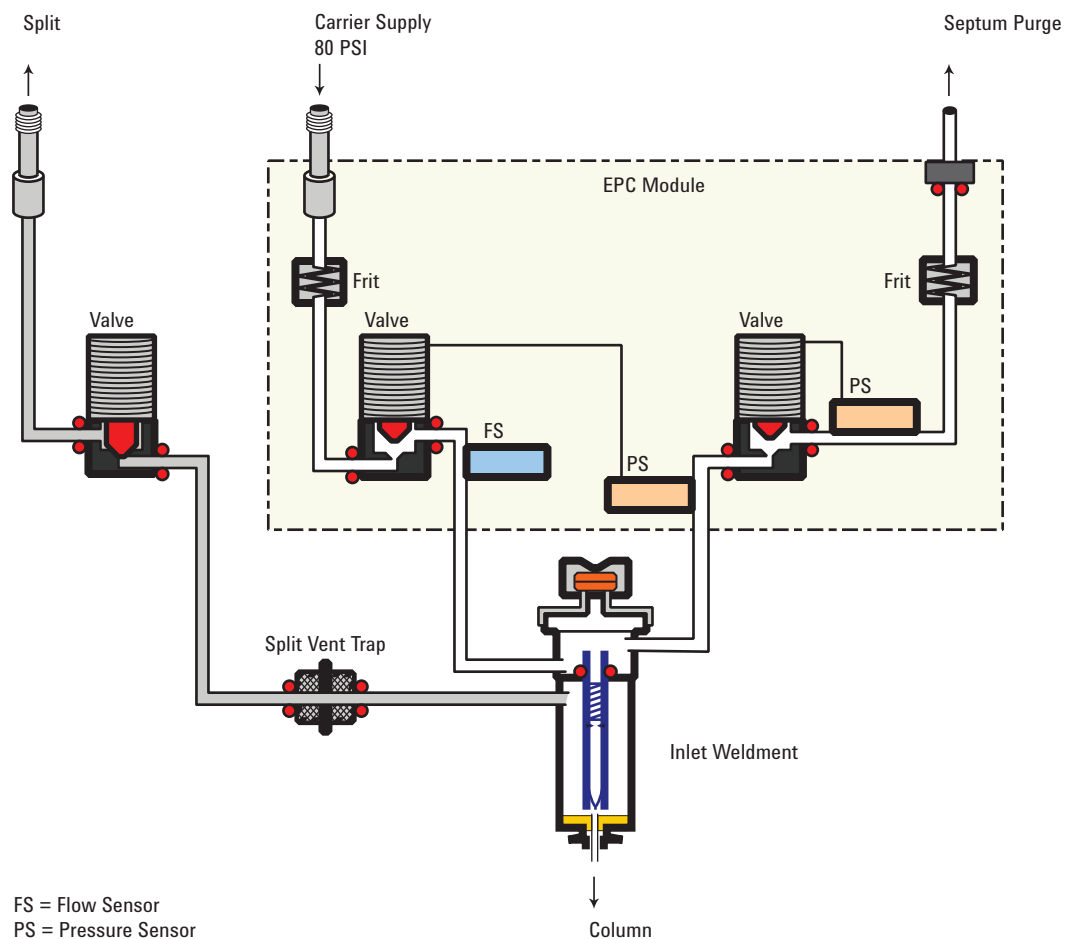 Split
Carrier Supply
80 PSI
Septum Purge
EPC Module
Frit
Frit
Valve
Valve
Valve
PS
FS
PS
Split Vent Trap
Inlet Weldment
FS = Flow Sensor
PS = Pressure Sensor
Column